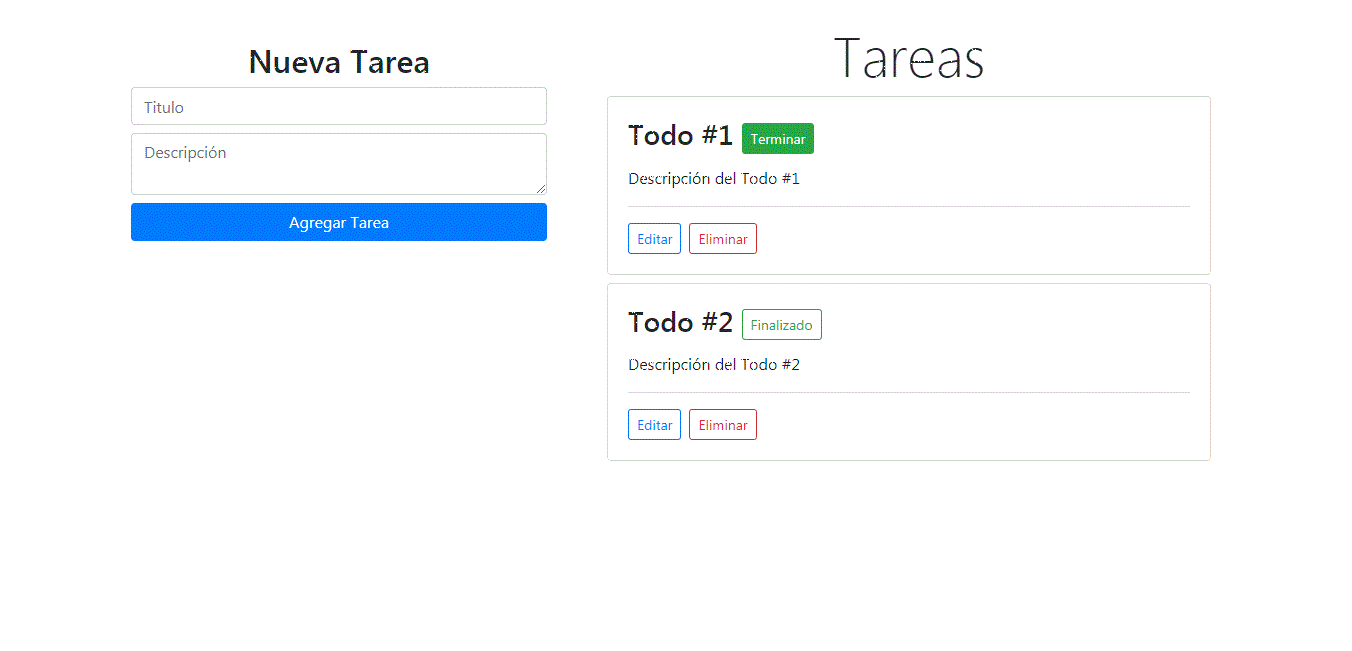 Nueva Tarea
Titulo
Descripción
Agregar Tarea
Tareas
Todo #1 Terminar
Descripción del Todo #1
Editar Eliminar
Todo #2 Finalizado
Descripción del Todo #2
Editar Eliminar